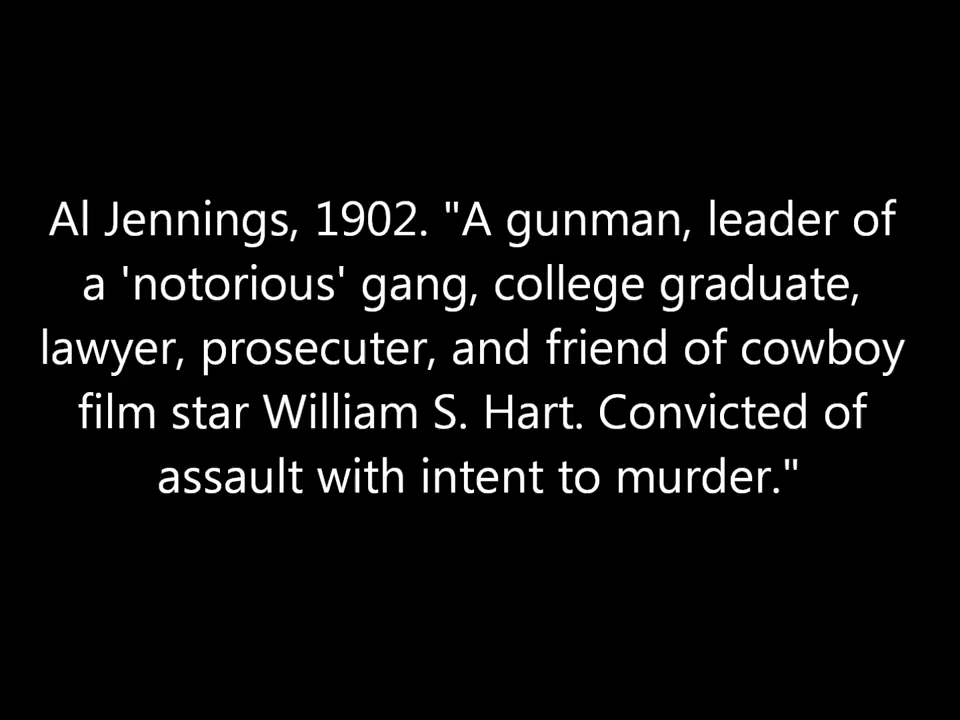 Al Jennings, 1902. "A gunman, leader of
a 'notorious' gang, college graduate,
lawyer, prosecuter, and friend of cowboy
film star William S. Hart. Convicted of
assault with intent to murder."